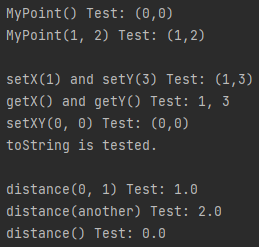 MyPoint() Test: (0,0)
MyPoint(1, 2) Test: (1,2)
setX(1) and setY(3) Test: (1,3)
getX() and getY() Test: 1, 3
setXY(0, 0) Test: (0,0)
toString is tested.
distance(0, 1) Test: 1.0
distance(another) Test: 2.0
distance() Test: 0.0